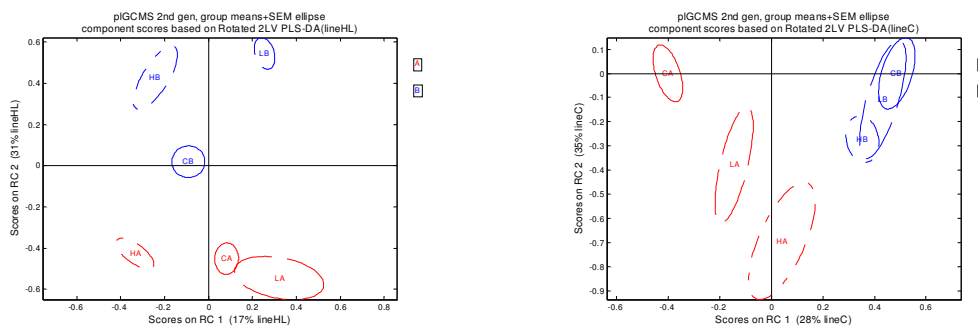 pIGCMS 2nd gen, group means+SEM ellipse
component scores based on Rotated 2LV PLS-DA(lineHL)
0.6
0.4
0.2
0
-0.2
-0.4
-0.6
Scores on RC 2 (31% lineHL)
HB
LB
CB
HA
CA
LA
A
B
-0.6
-0.4
-0.2
0
0.2
0.4
0.6
0.8
Scores on RC 1 (17% lineHL)
pIGCMS 2nd gen, group means+SEM ellipse
component scores based on Rotated 2LV PLS-DA(lineC)
0.1
0
-0.1
-0.2
-0.3
-0.4
-0.5
-0.6
-0.7
-0.8
-0.9
Scores on RC 2 (35% lineC)
CA
CB
LB
HB
LA
HA
-0.6
-0.4
-0.2
0
0.2
0.4
0.6
Scores on RC 1 (28% lineC)